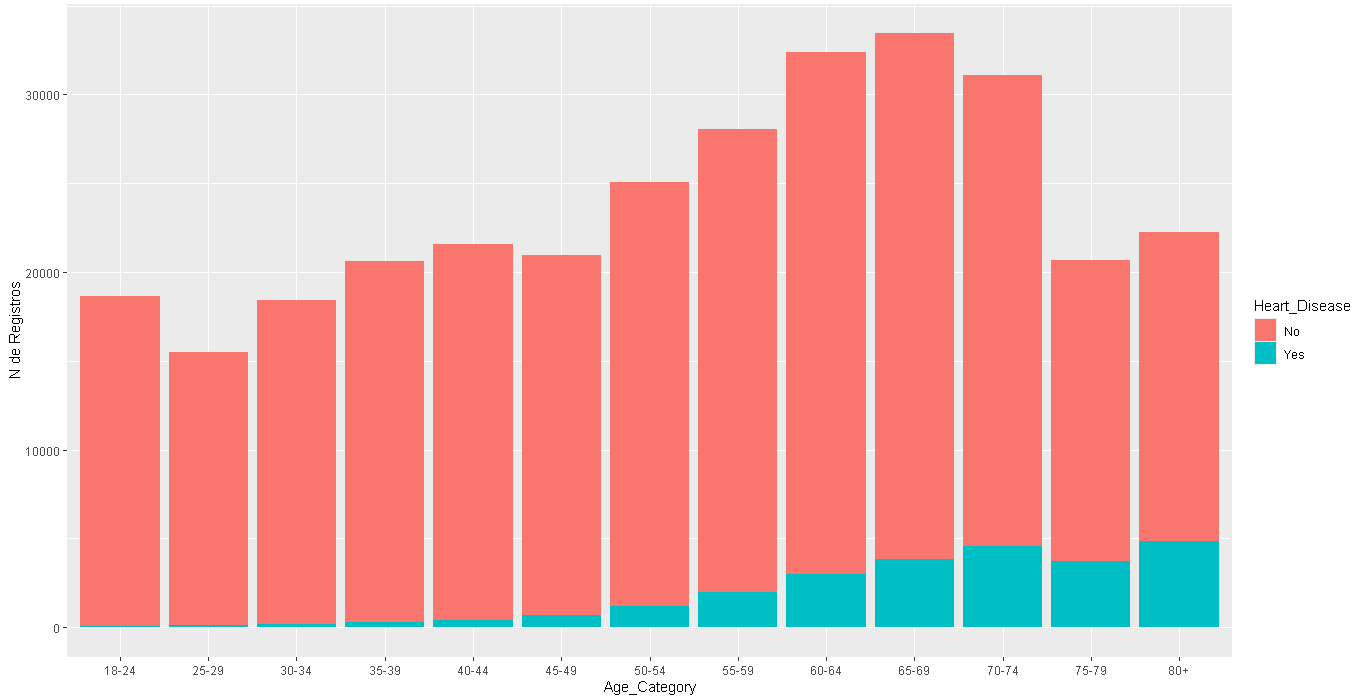 N de Registros
30000
20000
10000
0
18-24 25-29 30-34 35-39 40-44 45-49 50-54 55-59 60-64 65-69 70-74 75-79 80+
Age_Category
Heart_Disease
No
Yes